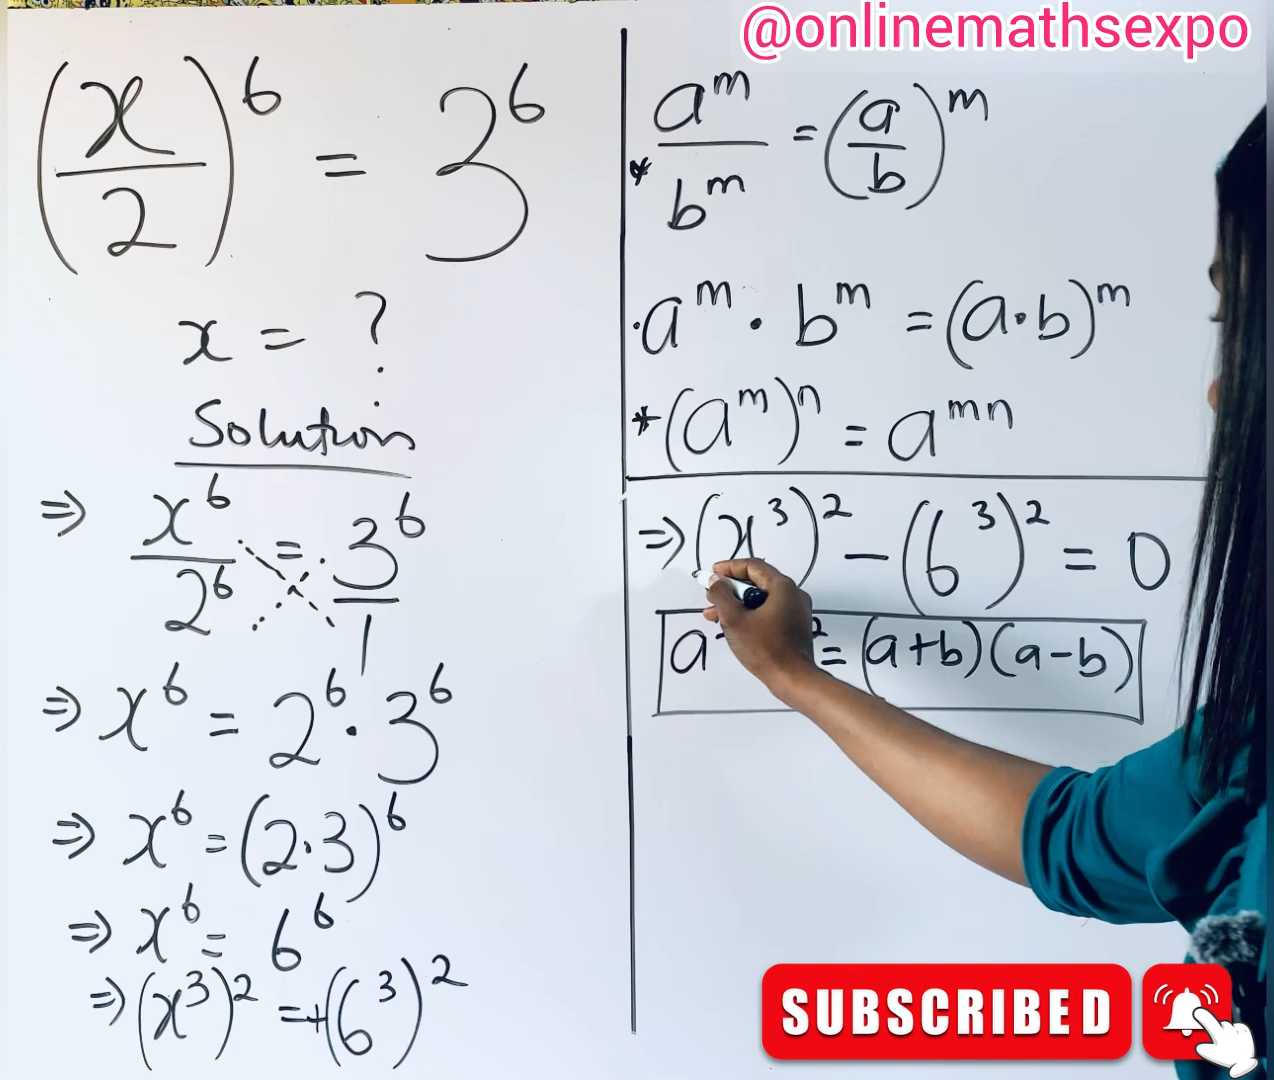 @onlinemathsexpo
(x/2)^6 = 3^6
x = ?
Solution
⇒ x^6/2^6 = 3^6/1
⇒ x^6 = 2^6 · 3^6
⇒ x^6 = (2·3)^6
⇒ x^6 = 6^6
⇒ (x^3)^2 = +(6^3)^2
* a^m/b^m = (a/b)^m
· a^m · b^m = (a·b)^m
* (a^m)^n = a^mn
⇒ (x^3)^2 − (6^3)^2 = 0
a 2 = (a+b)(a−b)
SUBSCRIBED